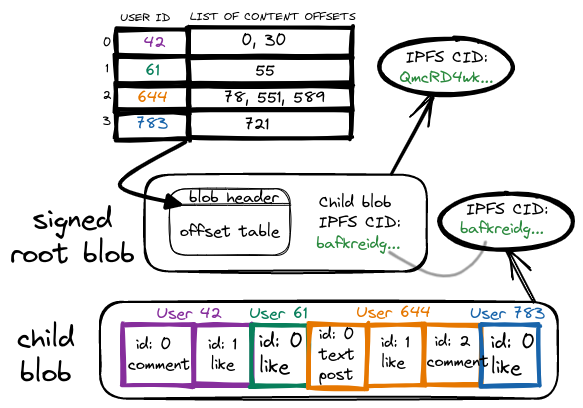 USER ID LIST OF CONTENT OFFSETS
0 42 0, 30
1 61 55
2 644 78, 551, 589
3 783 721
IPFS CID:
QmcRD4wk...
signed
root blob
blob header
offset table
Child blob
IPFS CID:
bafkreidg...
IPFS CID:
bafkreidg...
child
blob
User 42 User 61 User 644 User 783
id: 0
comment
id: 1
like
id: 0
like
id: 0
text
post
id: 1
like
id: 2
comment
id: 0
like